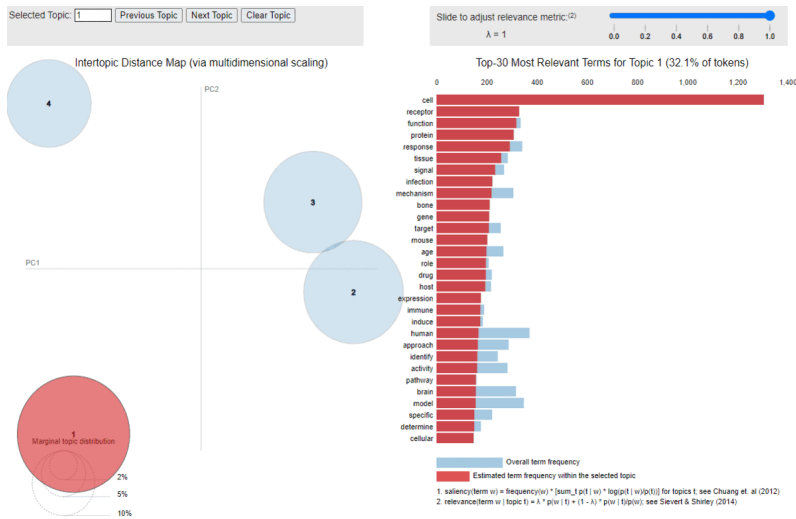 Selected Topic: 1 Previous Topic Next Topic Clear Topic
Slide to adjust relevance metric:(2)
λ = 1
0.0 0.2 0.4 0.6 0.8 1.0
Intertopic Distance Map (via multidimensional scaling)
PC2
PC1
4
3
2
1
Marginal topic distribution
2%
5%
10%
Top-30 Most Relevant Terms for Topic 1 (32.1% of tokens)
0 200 400 600 800 1,000 1,200 1,400
cell
receptor
function
protein
response
tissue
signal
infection
mechanism
bone
gene
target
mouse
age
role
drug
host
expression
immune
induce
human
approach
identify
activity
pathway
brain
model
specific
determine
cellular
Overall term frequency
Estimated term frequency within the selected topic
1. saliency(term w) = frequency(w) * [sum_t p(t | w) * log(p(t | w)/p(t))] for topics t; see Chuang et. al (2012)
2. relevance(term w | topic t) = λ * p(w | t) + (1 - λ) * p(w | t)/p(w); see Sievert & Shirley (2014)